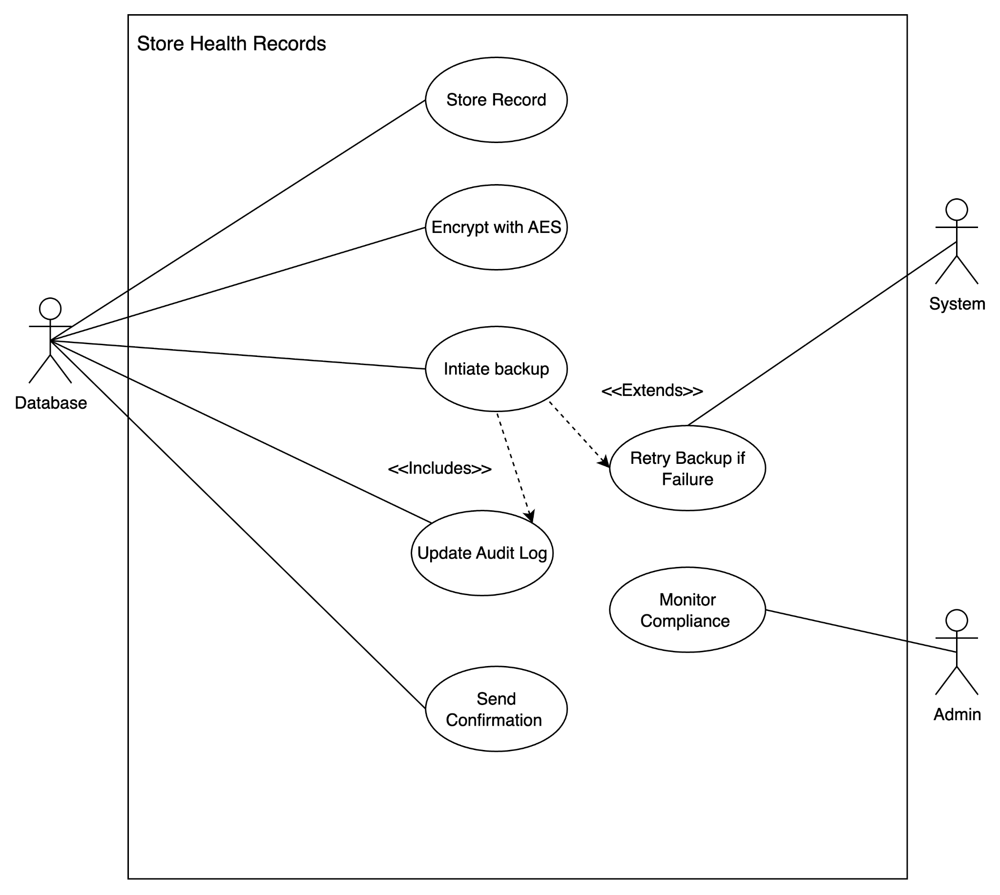 Store Health Records
Store Record
Encrypt with AES
System
Database
Intiate backup
<<Extends>>
<<Includes>>
Retry Backup if
Failure
Update Audit Log
Monitor
Compliance
Send
Confirmation
Admin